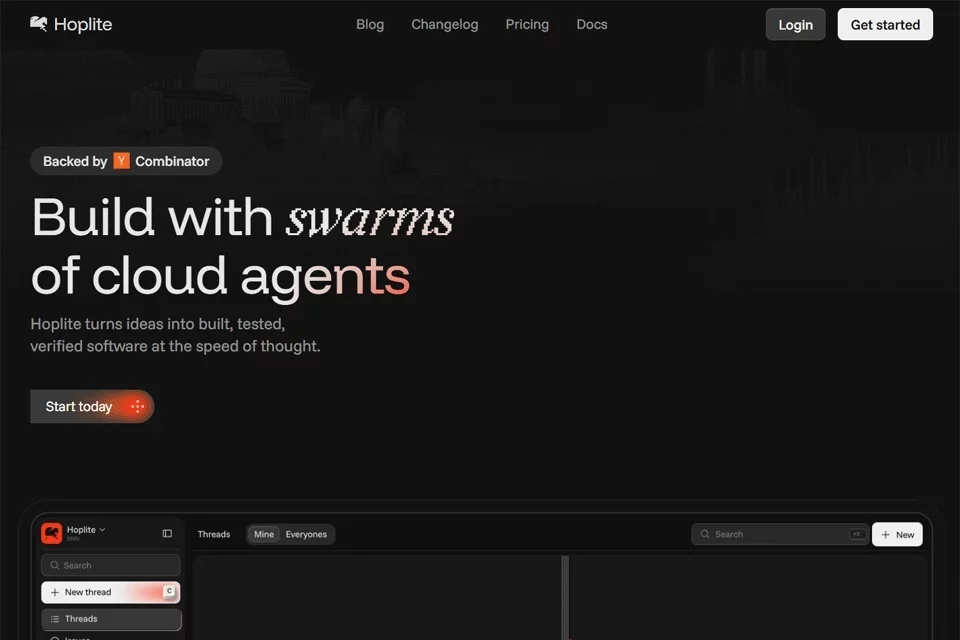 Hoplite
Blog Changelog Pricing Docs
Login Get started
Backed by Y Combinator
Build with swarms
of cloud agents
Hoplite turns ideas into built, tested,
verified software at the speed of thought.
Start today
Hoplite
Threads Mine Everyones
Search
New
Search
New thread C
Threads